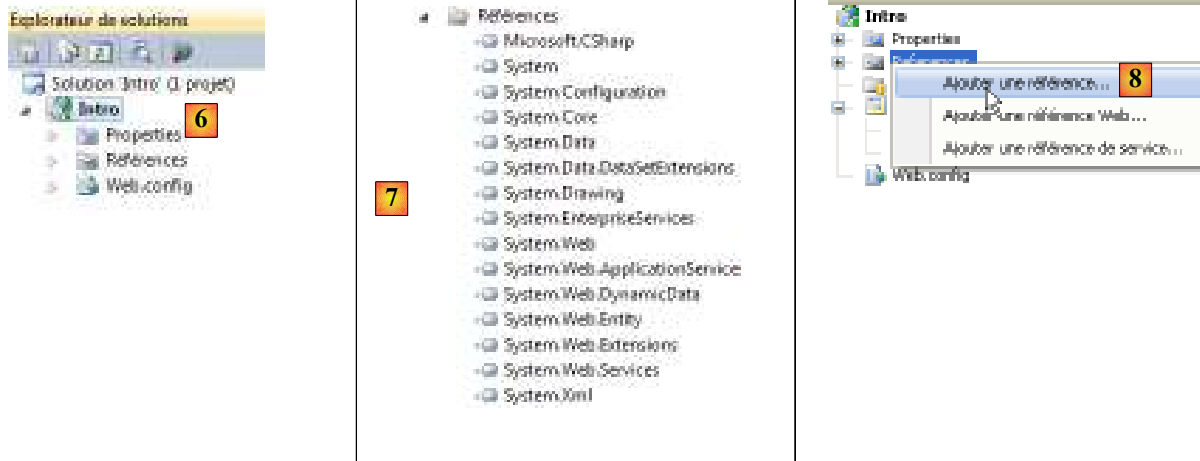 Explorateur de solutions
Solution 'Intro' (1 projet)
Intro
6
Properties
Références
Web.config
7
Références
Microsoft.CSharp
System
System.Configuration
System.Core
System.Data
System.Data.DataSetExtensions
System.Drawing
System.EnterpriseServices
System.Web
System.Web.ApplicationService
System.Web.DynamicData
System.Web.Entity
System.Web.Extensions
System.Web.Services
System.Xml
Intro
Properties
Références
Ajouter une référence...
8
Ajouter une référence Web...
Ajouter une référence de service...
Web.config